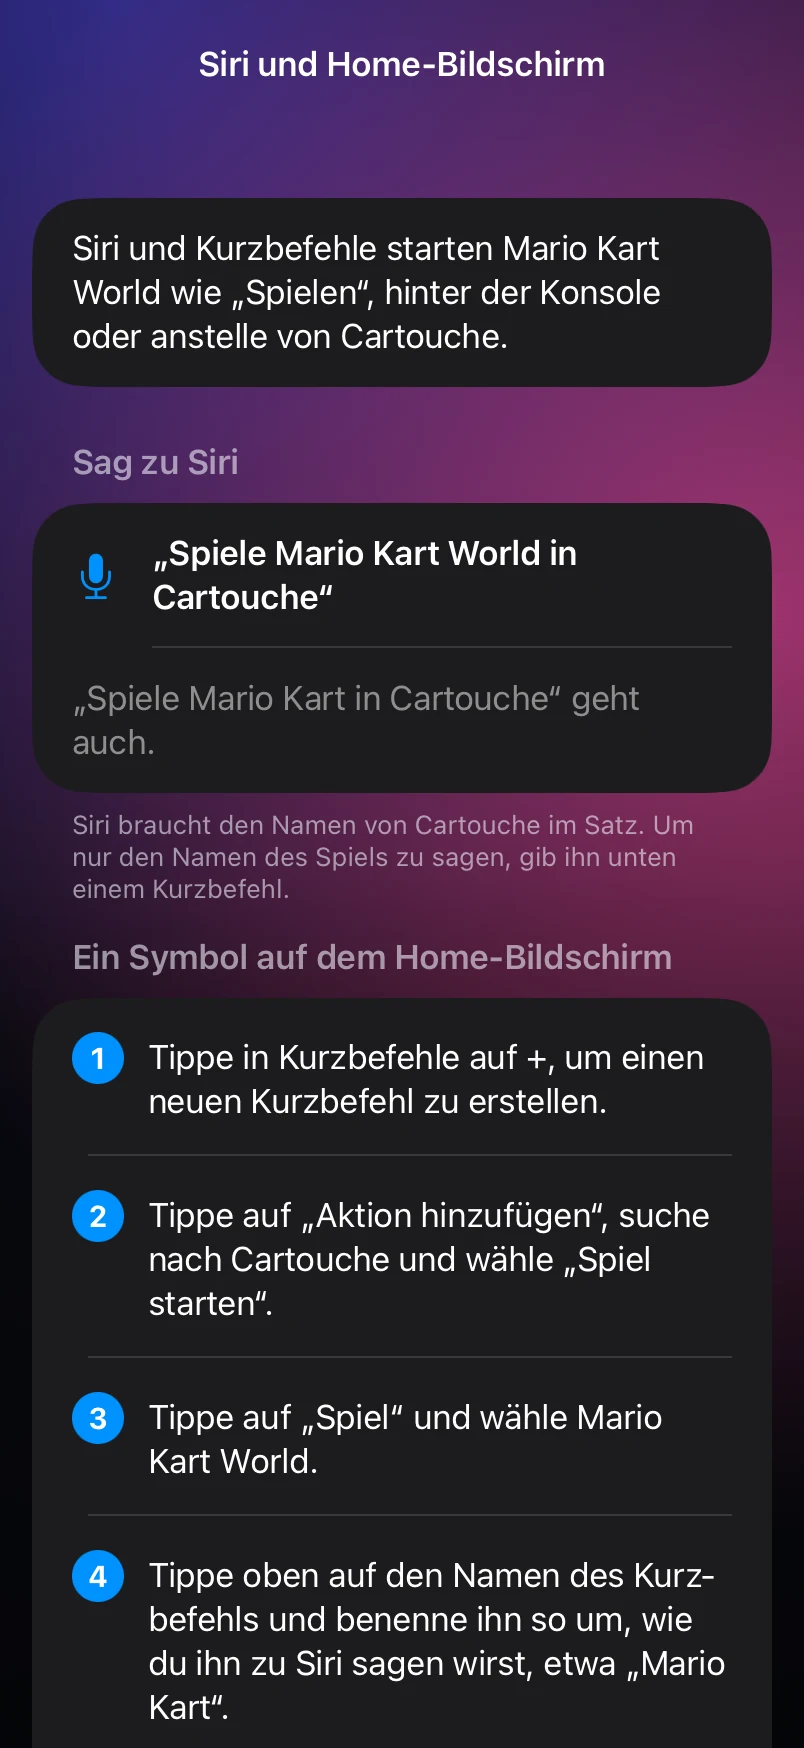 Siri und Home-Bildschirm
Siri und Kurzbefehle starten Mario Kart
World wie „Spielen“, hinter der Konsole
oder anstelle von Cartouche.
Sag zu Siri
„Spiele Mario Kart World in
Cartouche“
„Spiele Mario Kart in Cartouche“ geht
auch.
Siri braucht den Namen von Cartouche im Satz. Um
nur den Namen des Spiels zu sagen, gib ihn unten
einem Kurzbefehl.
Ein Symbol auf dem Home-Bildschirm
1 Tippe in Kurzbefehle auf +, um einen
neuen Kurzbefehl zu erstellen.
2 Tippe auf „Aktion hinzufügen“, suche
nach Cartouche und wähle „Spiel
starten“.
3 Tippe auf „Spiel“ und wähle Mario
Kart World.
4 Tippe oben auf den Namen des Kurz-
befehls und benenne ihn so um, wie
du ihn zu Siri sagen wirst, etwa „Mario
Kart“.